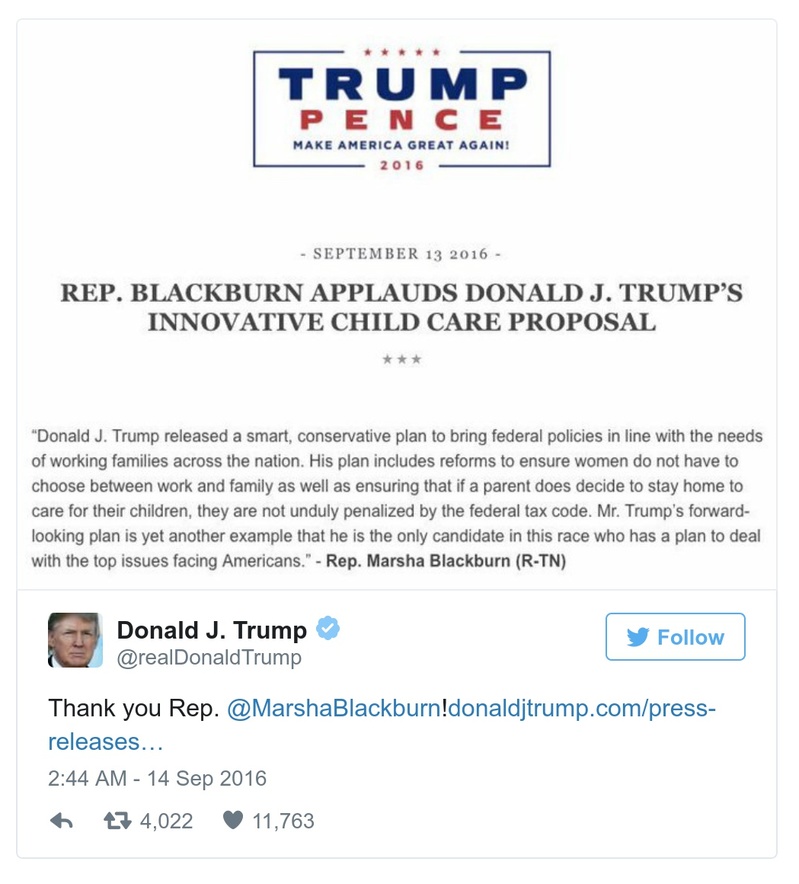 ★ ★ ★ ★ ★
TRUMP
PENCE
MAKE AMERICA GREAT AGAIN!
2016
- SEPTEMBER 13 2016 -
REP. BLACKBURN APPLAUDS DONALD J. TRUMP’S
INNOVATIVE CHILD CARE PROPOSAL
★★★
“Donald J. Trump released a smart, conservative plan to bring federal policies in line with the needs
of working families across the nation. His plan includes reforms to ensure women do not have to
choose between work and family as well as ensuring that if a parent does decide to stay home to
care for their children, they are not unduly penalized by the federal tax code. Mr. Trump’s forward-
looking plan is yet another example that he is the only candidate in this race who has a plan to deal
with the top issues facing Americans.” - Rep. Marsha Blackburn (R-TN)
Donald J. Trump
@realDonaldTrump
Follow
Thank you Rep. @MarshaBlackburn!donaldjtrump.com/press-
releases…
2:44 AM - 14 Sep 2016
4,022 11,763